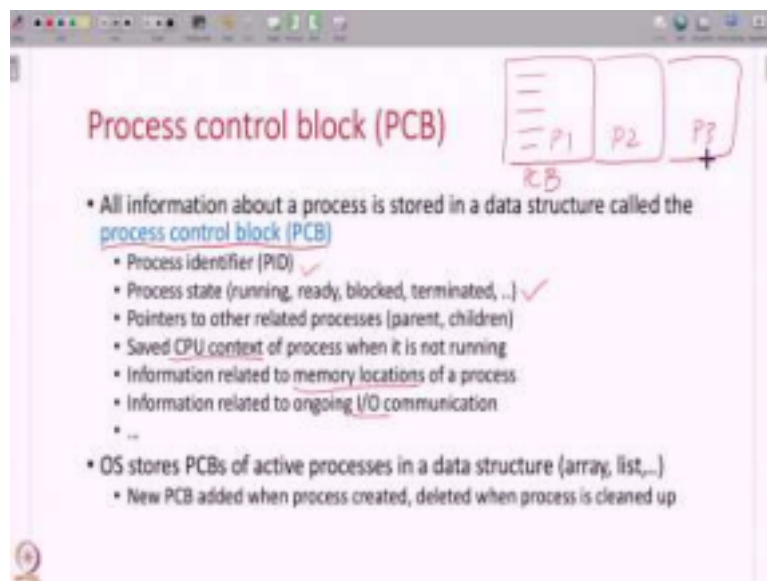 Process control block (PCB)
P1 P2 P3
PCB
• All information about a process is stored in a data structure called the
process control block (PCB)
• Process identifier (PID)
• Process state (running, ready, blocked, terminated, ..)
• Pointers to other related processes (parent, children)
• Saved CPU context of process when it is not running
• Information related to memory locations of a process
• Information related to ongoing I/O communication
• ...
• OS stores PCBs of active processes in a data structure (array, list,..)
• New PCB added when process created, deleted when process is cleaned up